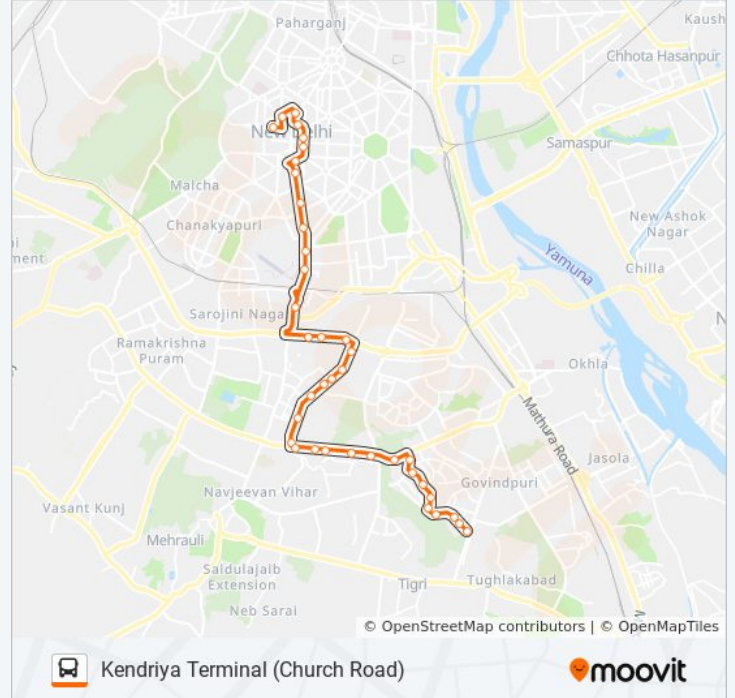 Paharganj
Kaush
Chhota Hasanpur
New Delhi
Samaspur
Malcha
Chanakyapuri
New Ashok
Nagar
ment
Yamuna
Chilla
Sarojini Naga
Ramakrishna
Puram
Okhla
Mathura Road
Jasola
Govindpuri
Navjeevan Vihar
Vasant Kunj
Mehrauli
Saidulajaib
Extension
Tigri
Tughlakabad
Neb Sarai
© OpenStreetMap contributors | © OpenMapTiles
Kendriya Terminal (Church Road)
moovit